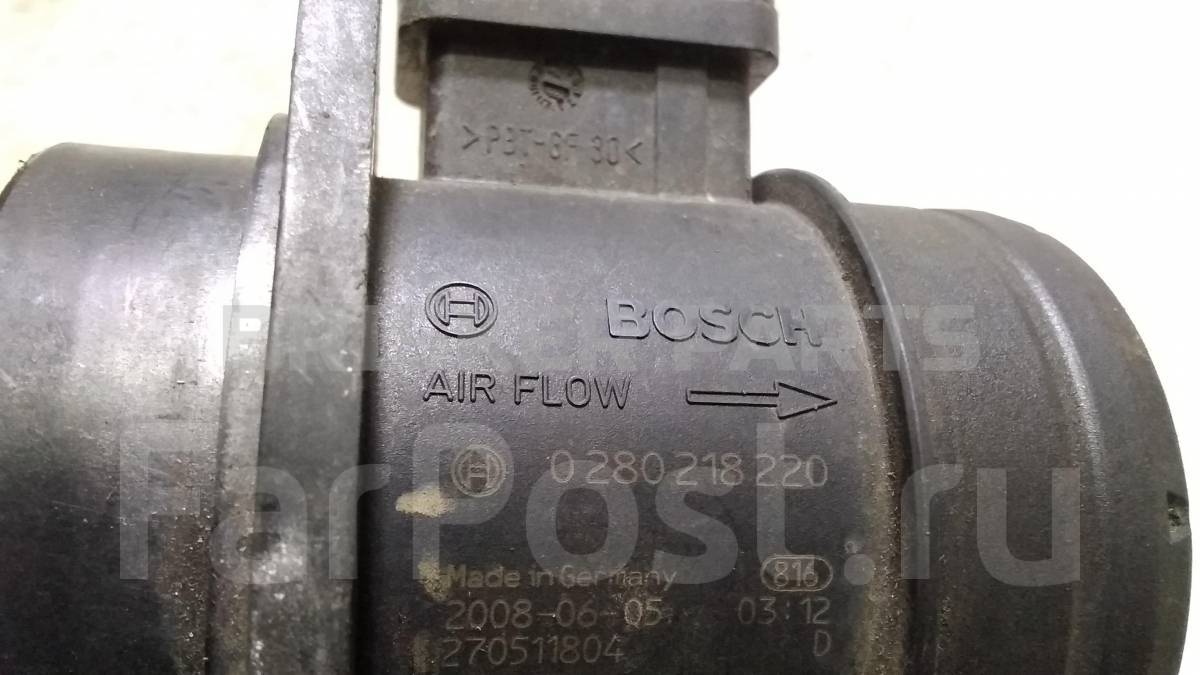 >PBT-GF 30<
BOSCH
AIR FLOW
0 280 218 220
Made in Germany 816
2008-06-05 03:12
270511804 D
PARTS
FarPost.ru